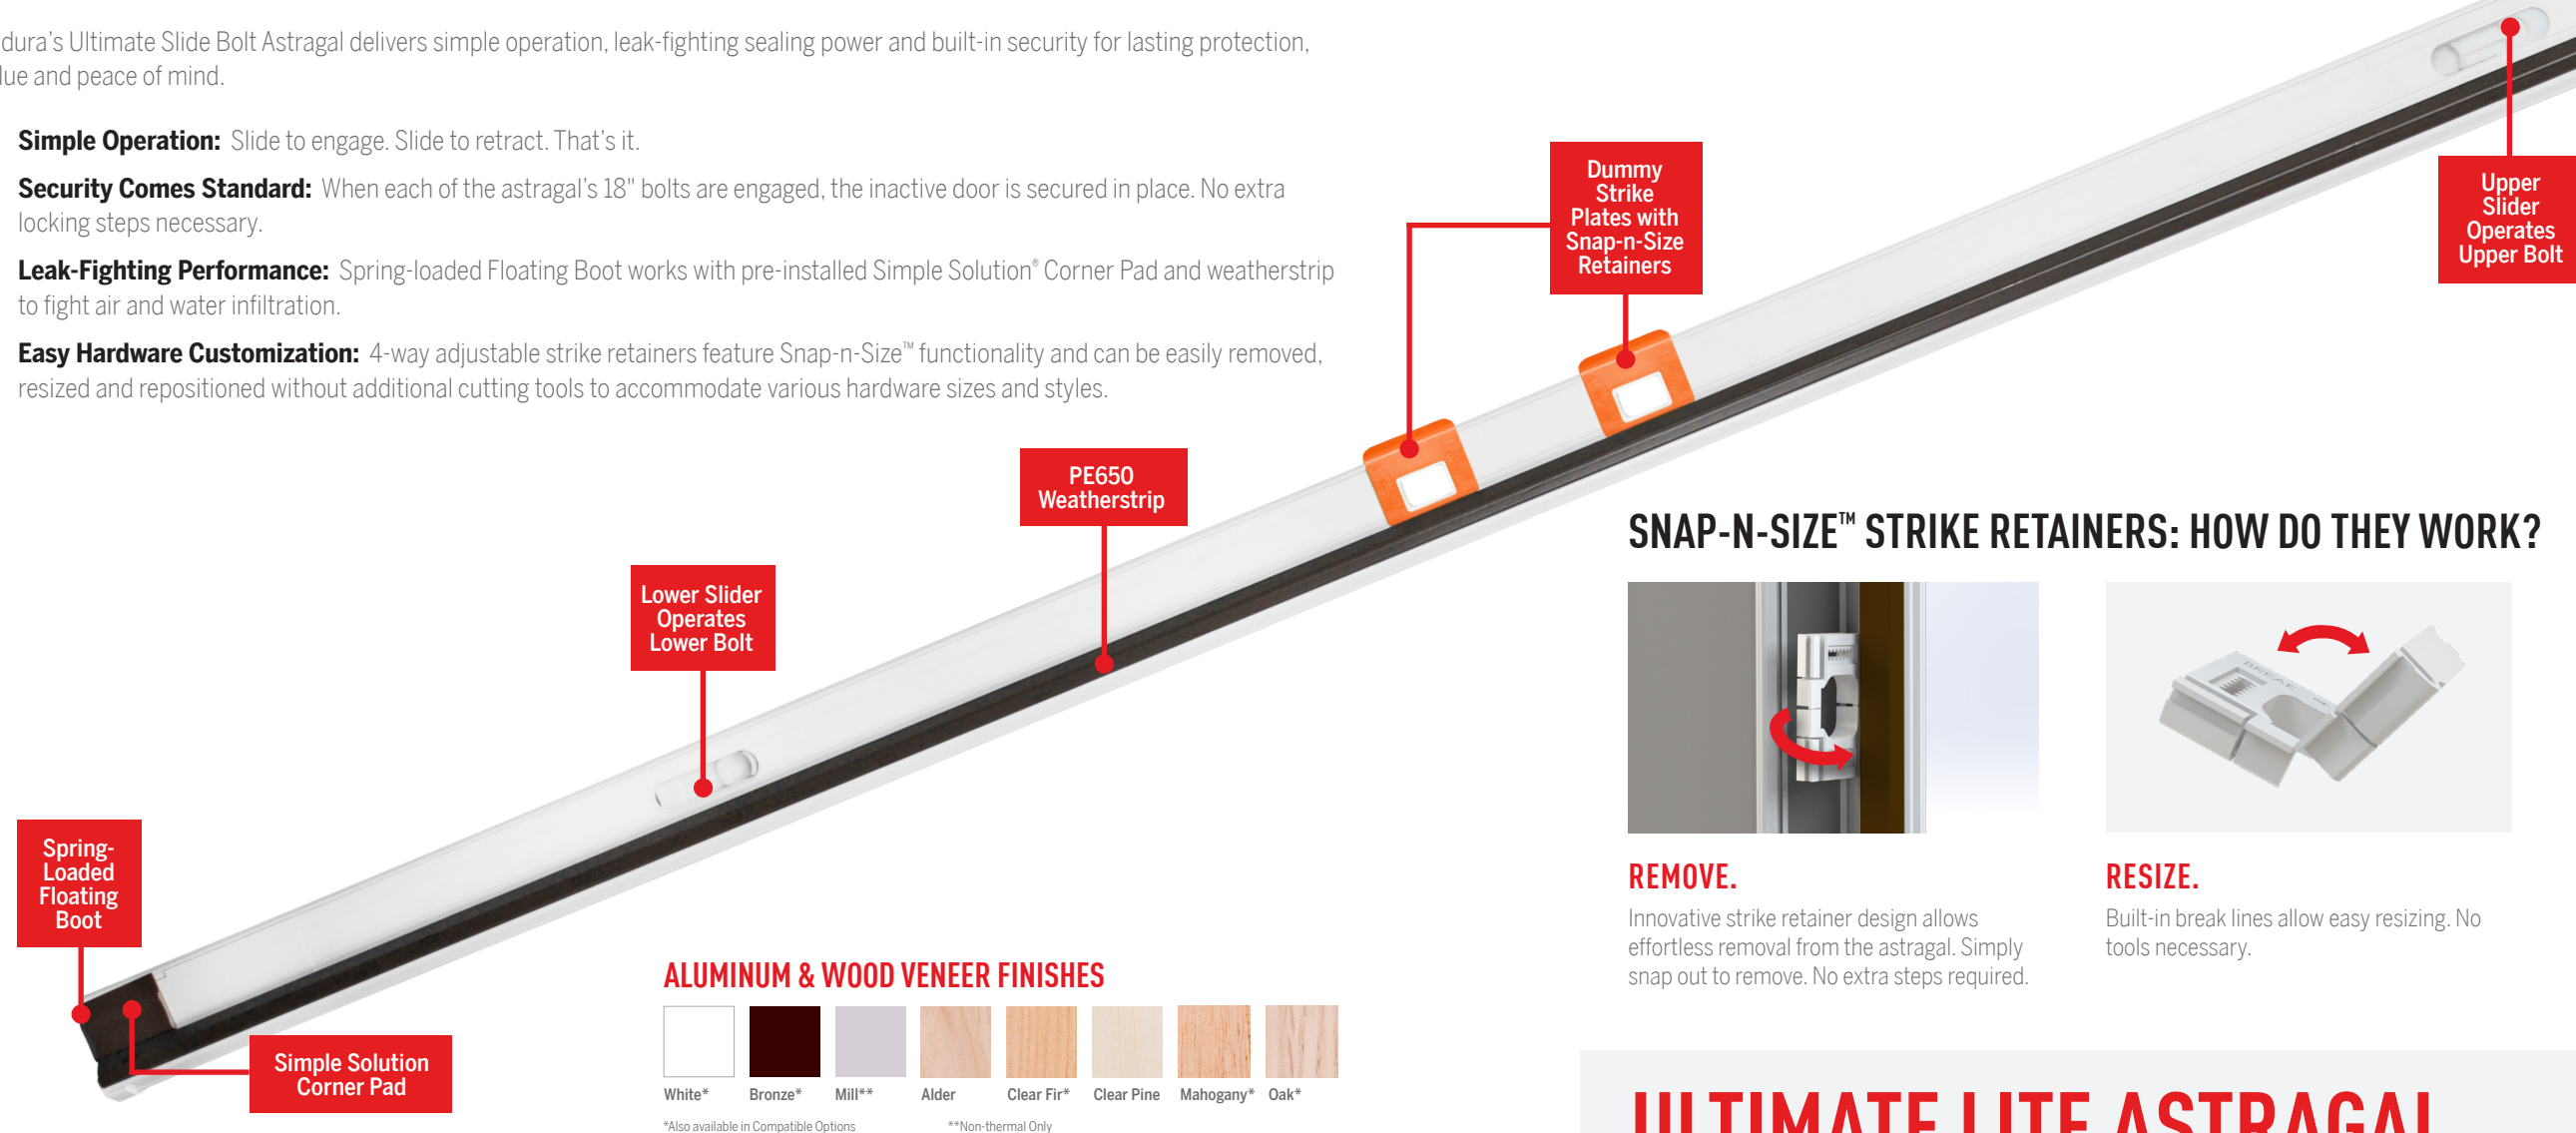 dura's Ultimate Slide Bolt Astragal delivers simple operation, leak-fighting sealing power and built-in security for lasting protection,
lue and peace of mind.
Simple Operation: Slide to engage. Slide to retract. That's it.
Security Comes Standard: When each of the astragal's 18" bolts are engaged, the inactive door is secured in place. No extra
locking steps necessary.
Leak-Fighting Performance: Spring-loaded Floating Boot works with pre-installed Simple Solution® Corner Pad and weatherstrip
to fight air and water infiltration.
Easy Hardware Customization: 4-way adjustable strike retainers feature Snap-n-Size™ functionality and can be easily removed,
resized and repositioned without additional cutting tools to accommodate various hardware sizes and styles.
Dummy
Strike
Plates with
Snap-n-Size
Retainers
Upper
Slider
Operates
Upper Bolt
PE650
Weatherstrip
Lower Slider
Operates
Lower Bolt
Spring-
Loaded
Floating
Boot
Simple Solution
Corner Pad
ALUMINUM & WOOD VENEER FINISHES
White* Bronze* Mill** Alder Clear Fir* Clear Pine Mahogany* Oak*
*Also available in Compatible Options **Non-thermal Only
SNAP-N-SIZE™ STRIKE RETAINERS: HOW DO THEY WORK?
BREAK
REMOVE.
Innovative strike retainer design allows
effortless removal from the astragal. Simply
snap out to remove. No extra steps required.
RESIZE.
Built-in break lines allow easy resizing. No
tools necessary.
ULTIMATE LITE ASTRAGAL